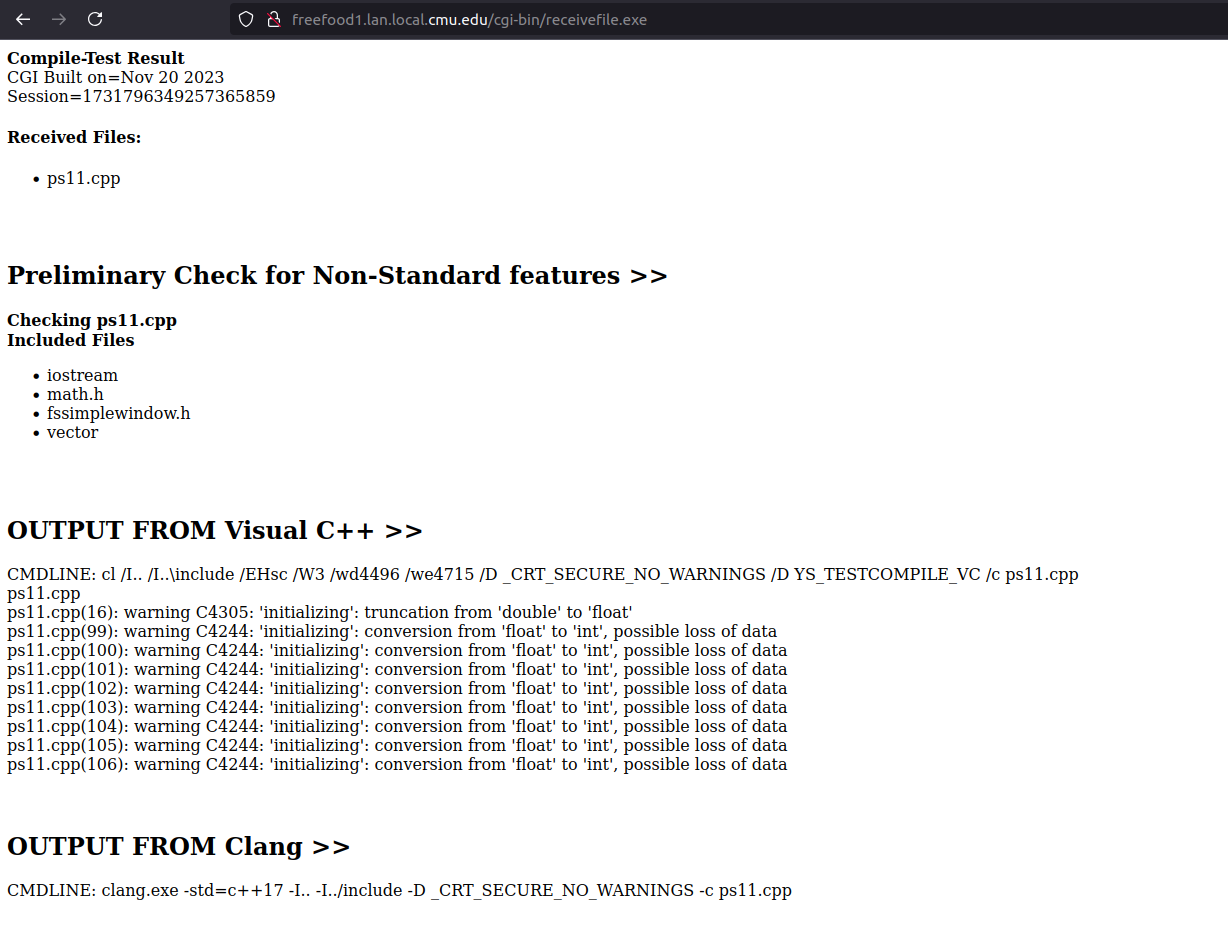 freefood1.lan.local.cmu.edu/cgi-bin/receivefile.exe
Compile-Test Result
CGI Built on=Nov 20 2023
Session=1731796349257365859
Received Files:
ps11.cpp
Preliminary Check for Non-Standard features >>
Checking ps11.cpp
Included Files
iostream
math.h
fssimplewindow.h
vector
OUTPUT FROM Visual C++ >>
CMDLINE: cl /I.. /I..\include /EHsc /W3 /wd4496 /we4715 /D _CRT_SECURE_NO_WARNINGS /D YS_TESTCOMPILE_VC /c ps11.cpp
ps11.cpp
ps11.cpp(16): warning C4305: 'initializing': truncation from 'double' to 'float'
ps11.cpp(99): warning C4244: 'initializing': conversion from 'float' to 'int', possible loss of data
ps11.cpp(100): warning C4244: 'initializing': conversion from 'float' to 'int', possible loss of data
ps11.cpp(101): warning C4244: 'initializing': conversion from 'float' to 'int', possible loss of data
ps11.cpp(102): warning C4244: 'initializing': conversion from 'float' to 'int', possible loss of data
ps11.cpp(103): warning C4244: 'initializing': conversion from 'float' to 'int', possible loss of data
ps11.cpp(104): warning C4244: 'initializing': conversion from 'float' to 'int', possible loss of data
ps11.cpp(105): warning C4244: 'initializing': conversion from 'float' to 'int', possible loss of data
ps11.cpp(106): warning C4244: 'initializing': conversion from 'float' to 'int', possible loss of data
OUTPUT FROM Clang >>
CMDLINE: clang.exe -std=c++17 -I.. -I../include -D _CRT_SECURE_NO_WARNINGS -c ps11.cpp